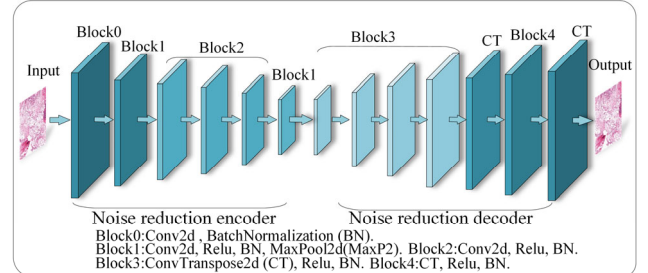 Block0
CT
Block1
Block2
Block3
CT
Block4
Input
Block1
Output
Noise reduction encoder
Noise reduction decoder
Block0:Conv2d , BatchNormalization (BN).
Block1:Conv2d, Relu, BN, MaxPool2d(MaxP2). Block2:Conv2d, Relu, BN.
Block3:ConvTranspose2d (CT), Relu, BN. Block4:CT, Relu, BN.